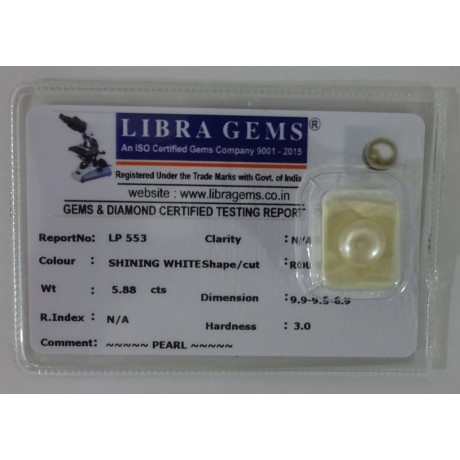 LIBRA GEMS ®
An ISO Certified Gems Company 9001 - 2015
Registered Under the Trade Marks with Govt. of India
website : www.libragems.co.in
GEMS & DIAMOND CERTIFIED TESTING REPORT
ReportNo: LP 553 Clarity : N/A
Colour : SHINING WHITE Shape/cut : ROU
Wt : 5.88 cts Dimension : 9.9-9.5-6.9
R.Index : N/A Hardness : 3.0
Comment: ~~~~~ PEARL ~~~~~